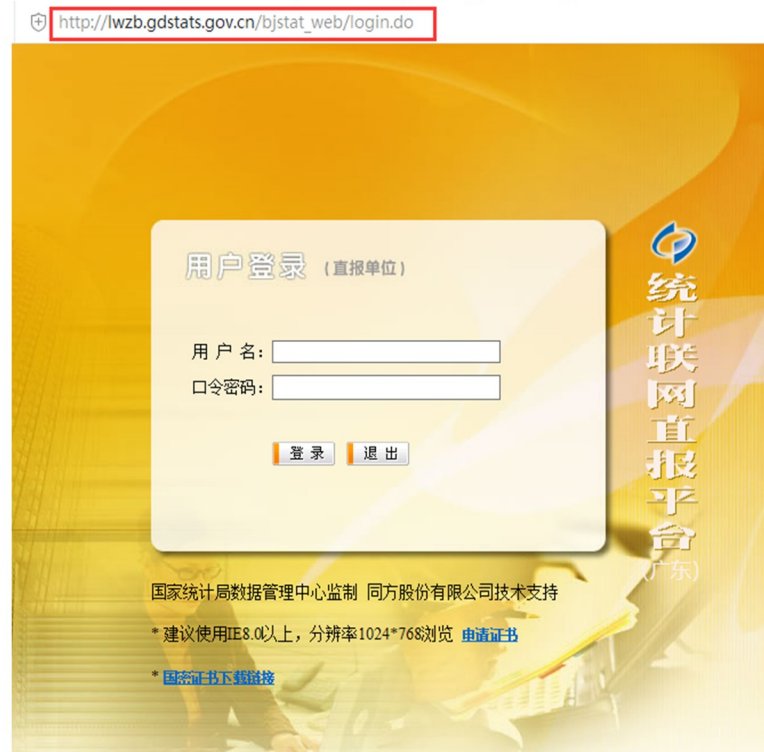 http://lwzb.gdstats.gov.cn/bjstat_web/login.do
用户登录 (直报单位)
用 户 名:
口令密码:
登 录 退 出
统计联网直报平台
(广东)
国家统计局数据管理中心监制 同方股份有限公司技术支持
* 建议使用IE8.0以上，分辨率1024*768浏览 申请证书
* 国密证书下载链接